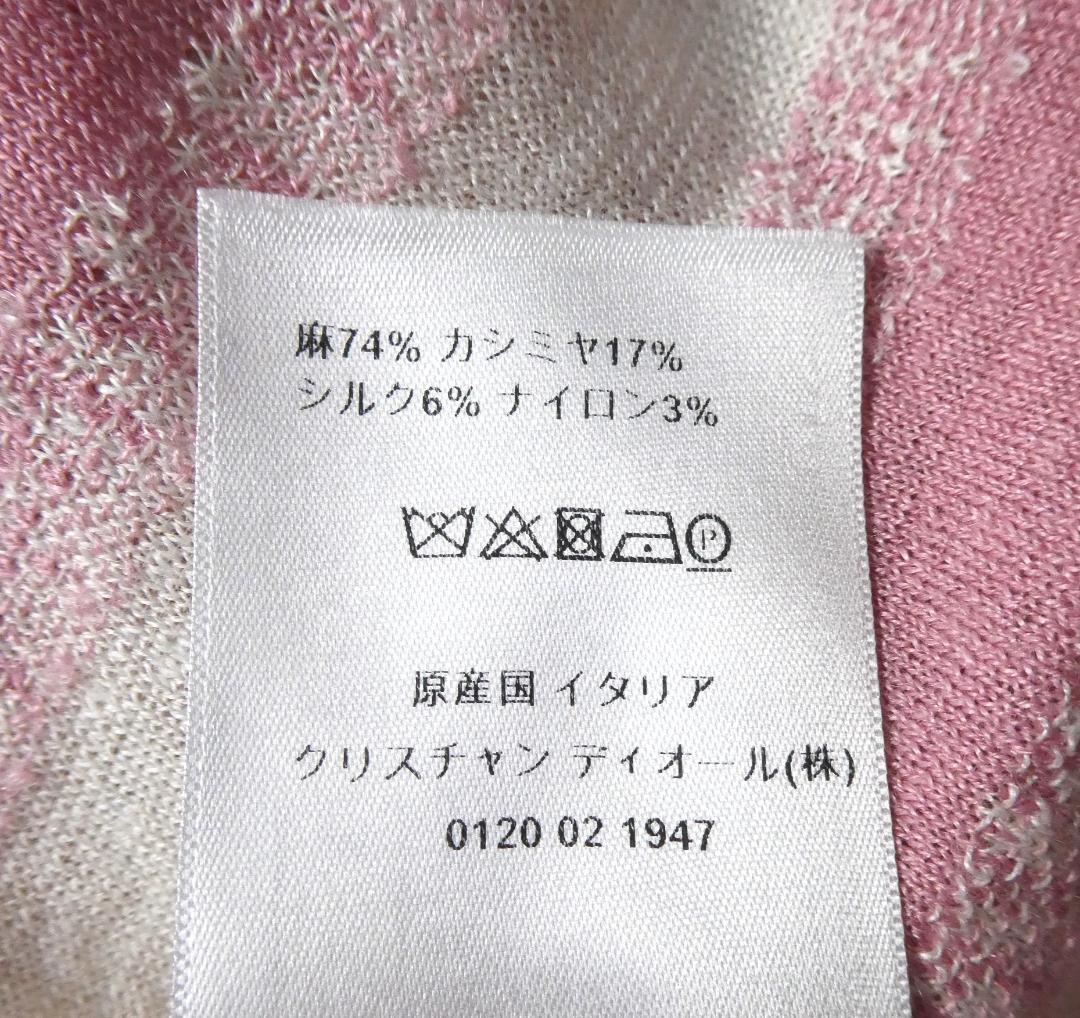 麻74% カシミヤ17%
シルク6% ナイロン3%
P
原産国 イタリア
クリスチャン ディオール(株)
0120 02 1947